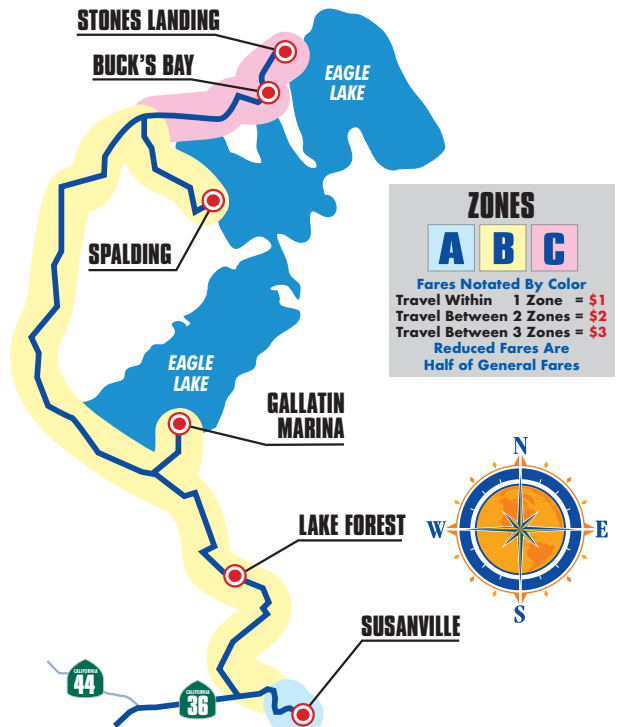 STONES LANDING
BUCK'S BAY
EAGLE
LAKE
SPALDING
ZONES
A B C
Fares Notated By Color
Travel Within 1 Zone = $1
Travel Between 2 Zones = $2
Travel Between 3 Zones = $3
Reduced Fares Are
Half of General Fares
EAGLE
LAKE
GALLATIN
MARINA
N
W E
S
LAKE FOREST
SUSANVILLE
CALIFORNIA
44
CALIFORNIA
36